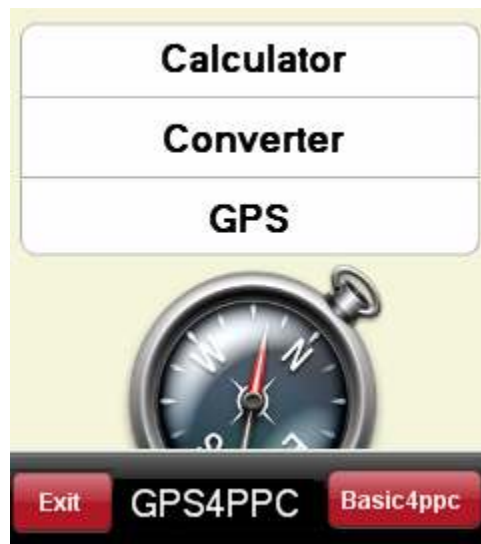 Calculator
Converter
GPS
W N
S E
Exit GPS4PPC Basic4ppc